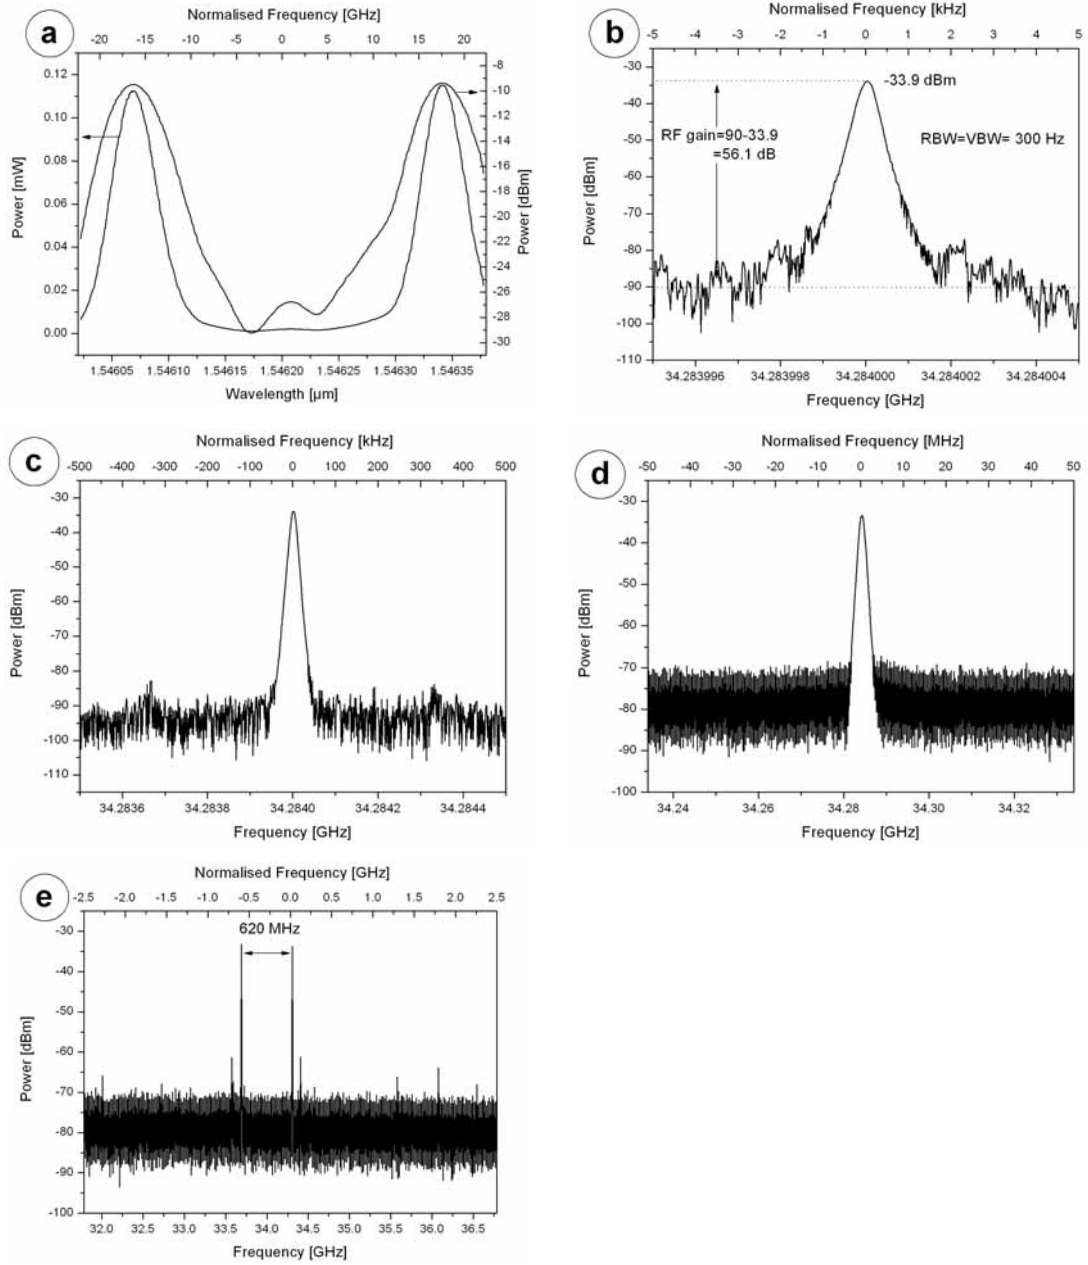 a
Normalised Frequency [GHz]
-20 -15 -10 -5 0 5 10 15 20
0.12
0.10
0.08
0.06
0.04
0.02
0.00
Power [mW]
-8
-10
-12
-14
-16
-18
-20
-22
-24
-26
-28
-30
Power [dBm]
1.54605 1.54610 1.54615 1.54620 1.54625 1.54630 1.54635
Wavelength [µm]
b
Normalised Frequency [kHz]
-5 -4 -3 -2 -1 0 1 2 3 4 5
-30
-40
-50
-60
-70
-80
-90
-100
-110
Power [dBm]
-33.9 dBm
RF gain=90-33.9
=56.1 dB
RBW=VBW= 300 Hz
34.283996 34.283998 34.284000 34.284002 34.284004
Frequency [GHz]
c
Normalised Frequency [kHz]
-500 -400 -300 -200 -100 0 100 200 300 400 500
-30
-40
-50
-60
-70
-80
-90
-100
-110
Power [dBm]
34.2836 34.2838 34.2840 34.2842 34.2844
Frequency [GHz]
d
Normalised Frequency [MHz]
-50 -40 -30 -20 -10 0 10 20 30 40 50
-30
-40
-50
-60
-70
-80
-90
-100
Power [dBm]
34.24 34.26 34.28 34.30 34.32
Frequency [GHz]
e
Normalised Frequency [GHz]
-2.5 -2.0 -1.5 -1.0 -0.5 0.0 0.5 1.0 1.5 2.0 2.5
620 MHz
-30
-40
-50
-60
-70
-80
-90
-100
Power [dBm]
32.0 32.5 33.0 33.5 34.0 34.5 35.0 35.5 36.0 36.5
Frequency [GHz]